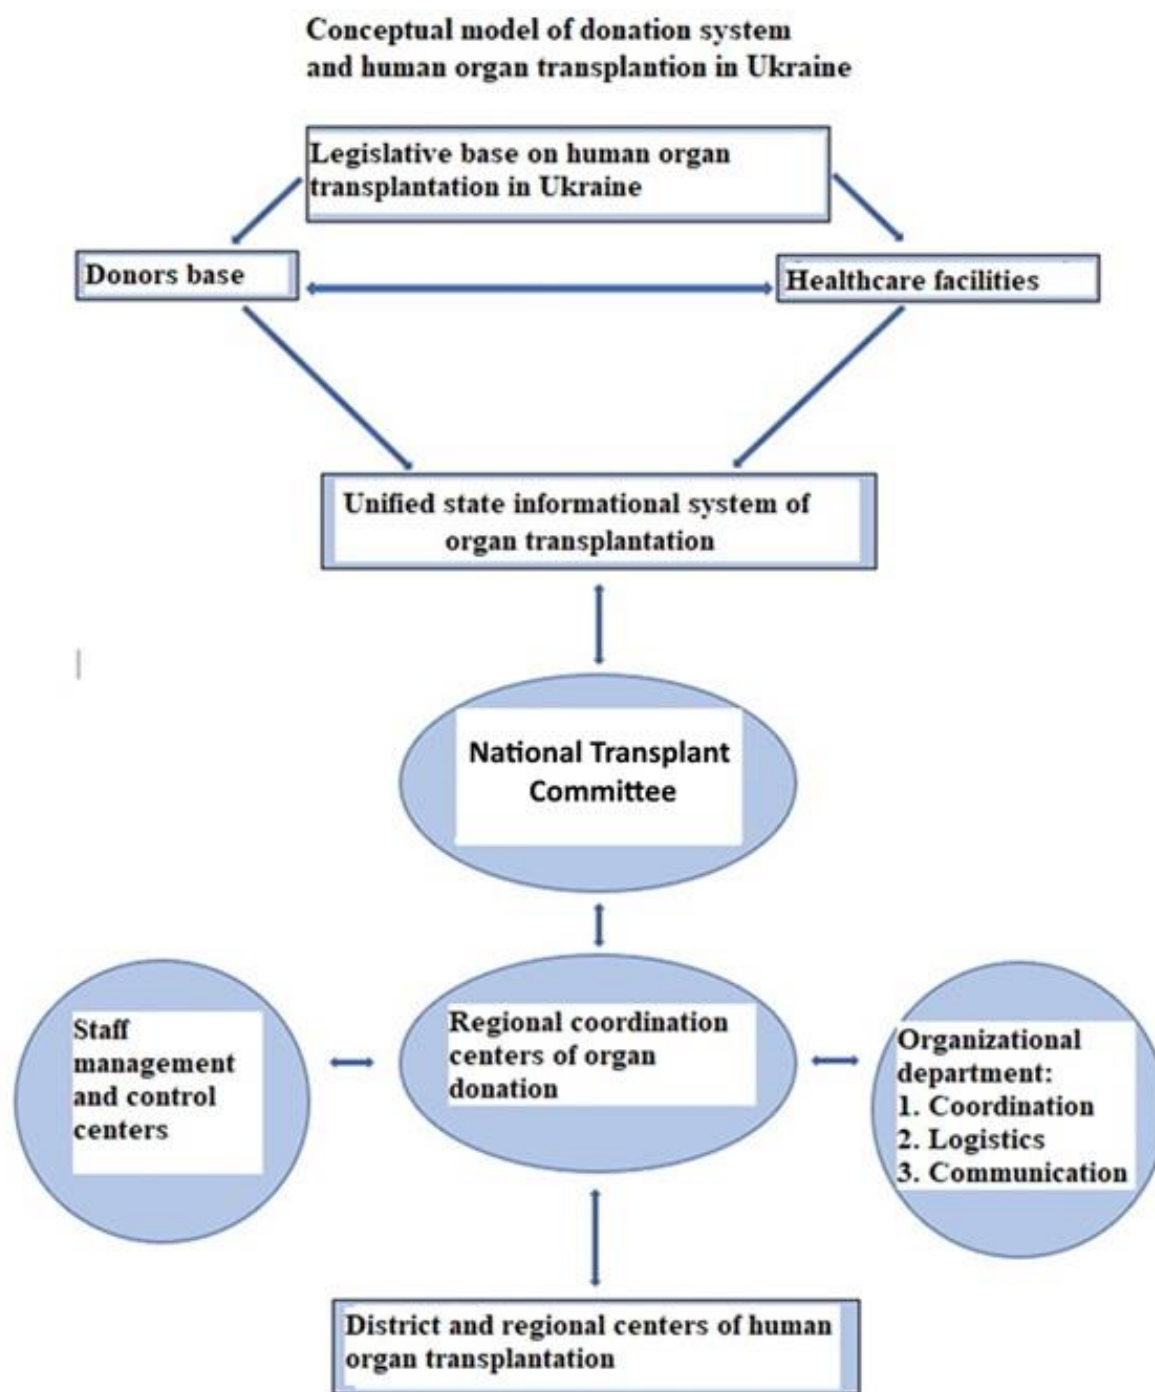 Conceptual model of donation system
and human organ transplantion in Ukraine
Legislative base on human organ
transplantation in Ukraine
Donors base
Healthcare facilities
Unified state informational system of
organ transplantation
National Transplant
Committee
Staff
management
and control
centers
Regional coordination
centers of organ
donation
Organizational
department:
1. Coordination
2. Logistics
3. Communication
District and regional centers of human
organ transplantation